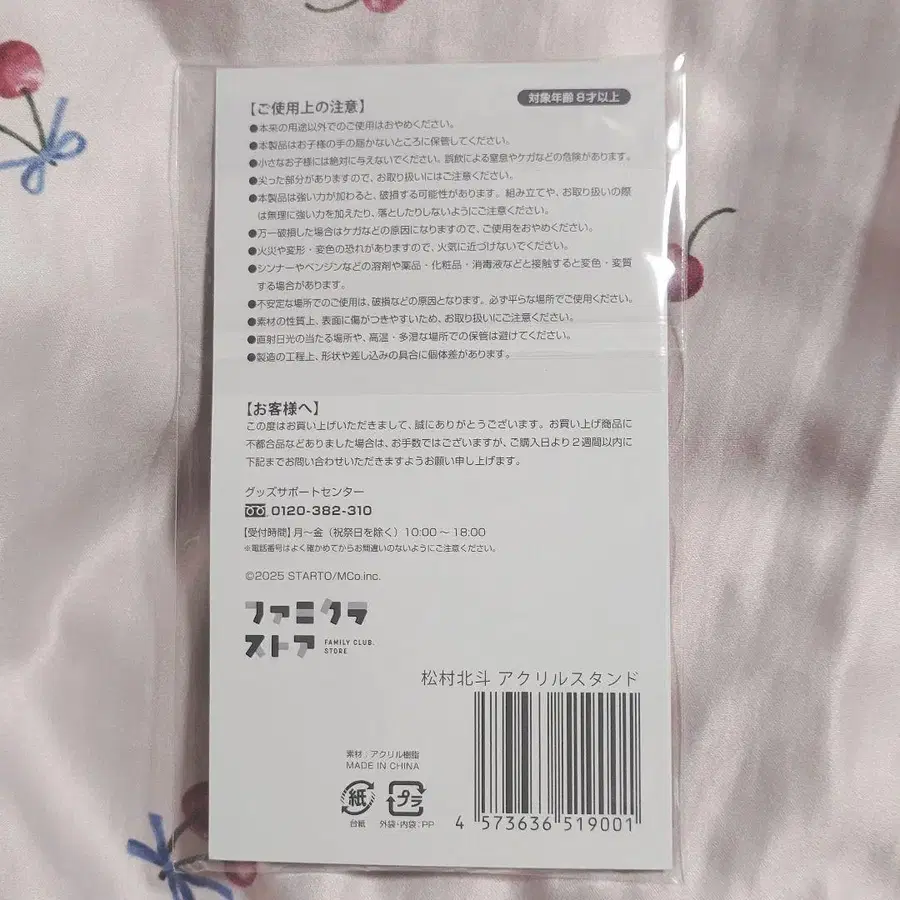 【ご使用上の注意】
対象年齢8才以上
●本来の用途以外でのご使用はおやめください。
●本製品はお子様の手の届かないところに保管してください。
●小さなお子様には絶対に与えないでください。誤飲による窒息やケガなどの危険があります。
●尖った部分がありますので、お取り扱いにはご注意ください。
●本製品は強い力が加わると、破損する可能性があります。組み立てや、お取り扱いの際
は無理に強い力を加えたり、落としたりしないようにご注意ください。
●万一破損した場合はケガなどの原因になりますので、ご使用をおやめください。
●火災や変形・変色の恐れがありますので、火気に近づけないでください。
●シンナーやベンジンなどの溶剤や薬品・化粧品・消毒液などと接触すると変色・変質
する場合があります。
●不安定な場所でのご使用は、破損などの原因となります。必ず平らな場所でご使用ください。
●素材の性質上、表面に傷がつきやすいため、お取り扱いにご注意ください。
●直射日光の当たる場所や、高温・多湿な場所での保管は避けてください。
●製造の工程上、形状や差し込みの具合に個体差があります。
【お客様へ】
この度はお買い上げいただきまして、誠にありがとうございます。お買い上げ商品に
不都合品などありました場合は、お手数ではございますが、ご購入日より2週間以内に
下記までお問い合わせいただきますようお願い申し上げます。
グッズサポートセンター
0120-382-310
【受付時間】月〜金（祝祭日を除く）10:00〜18:00
※電話番号はよく確かめてからお間違いのないようにご注意ください。
©2025 STARTO/MCo.inc.
ファミクラ
ストア FAMILY CLUB.
STORE
松村北斗 アクリルスタンド
素材：アクリル樹脂
MADE IN CHINA
紙 プラ
台紙 外袋・内袋：PP
4 573636 519001